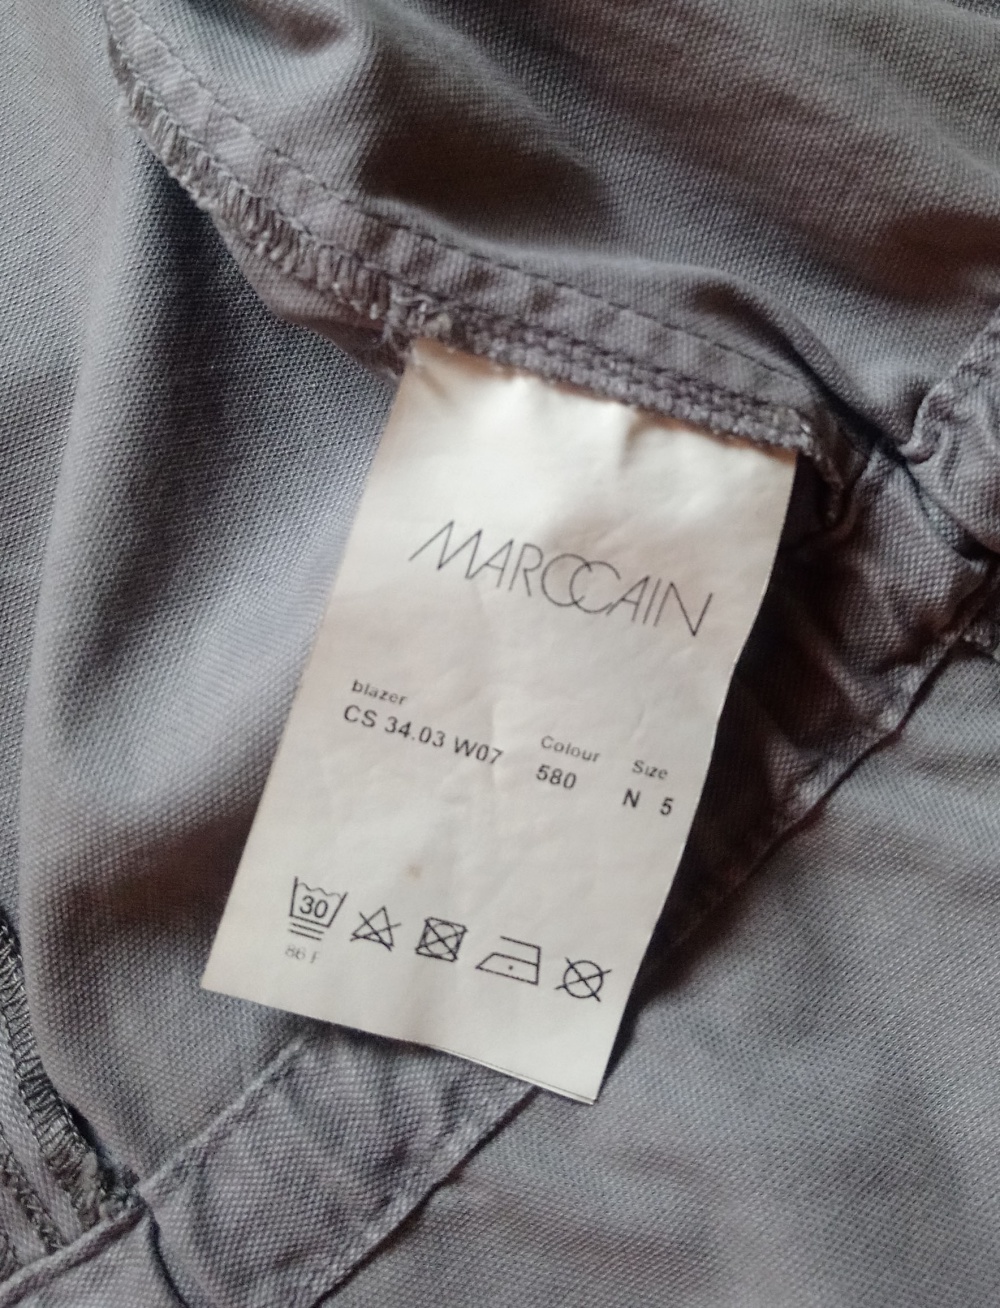 MARCCAIN
blazer
CS 34.03 W07
Colour
580
Size
N 5
30
86 F